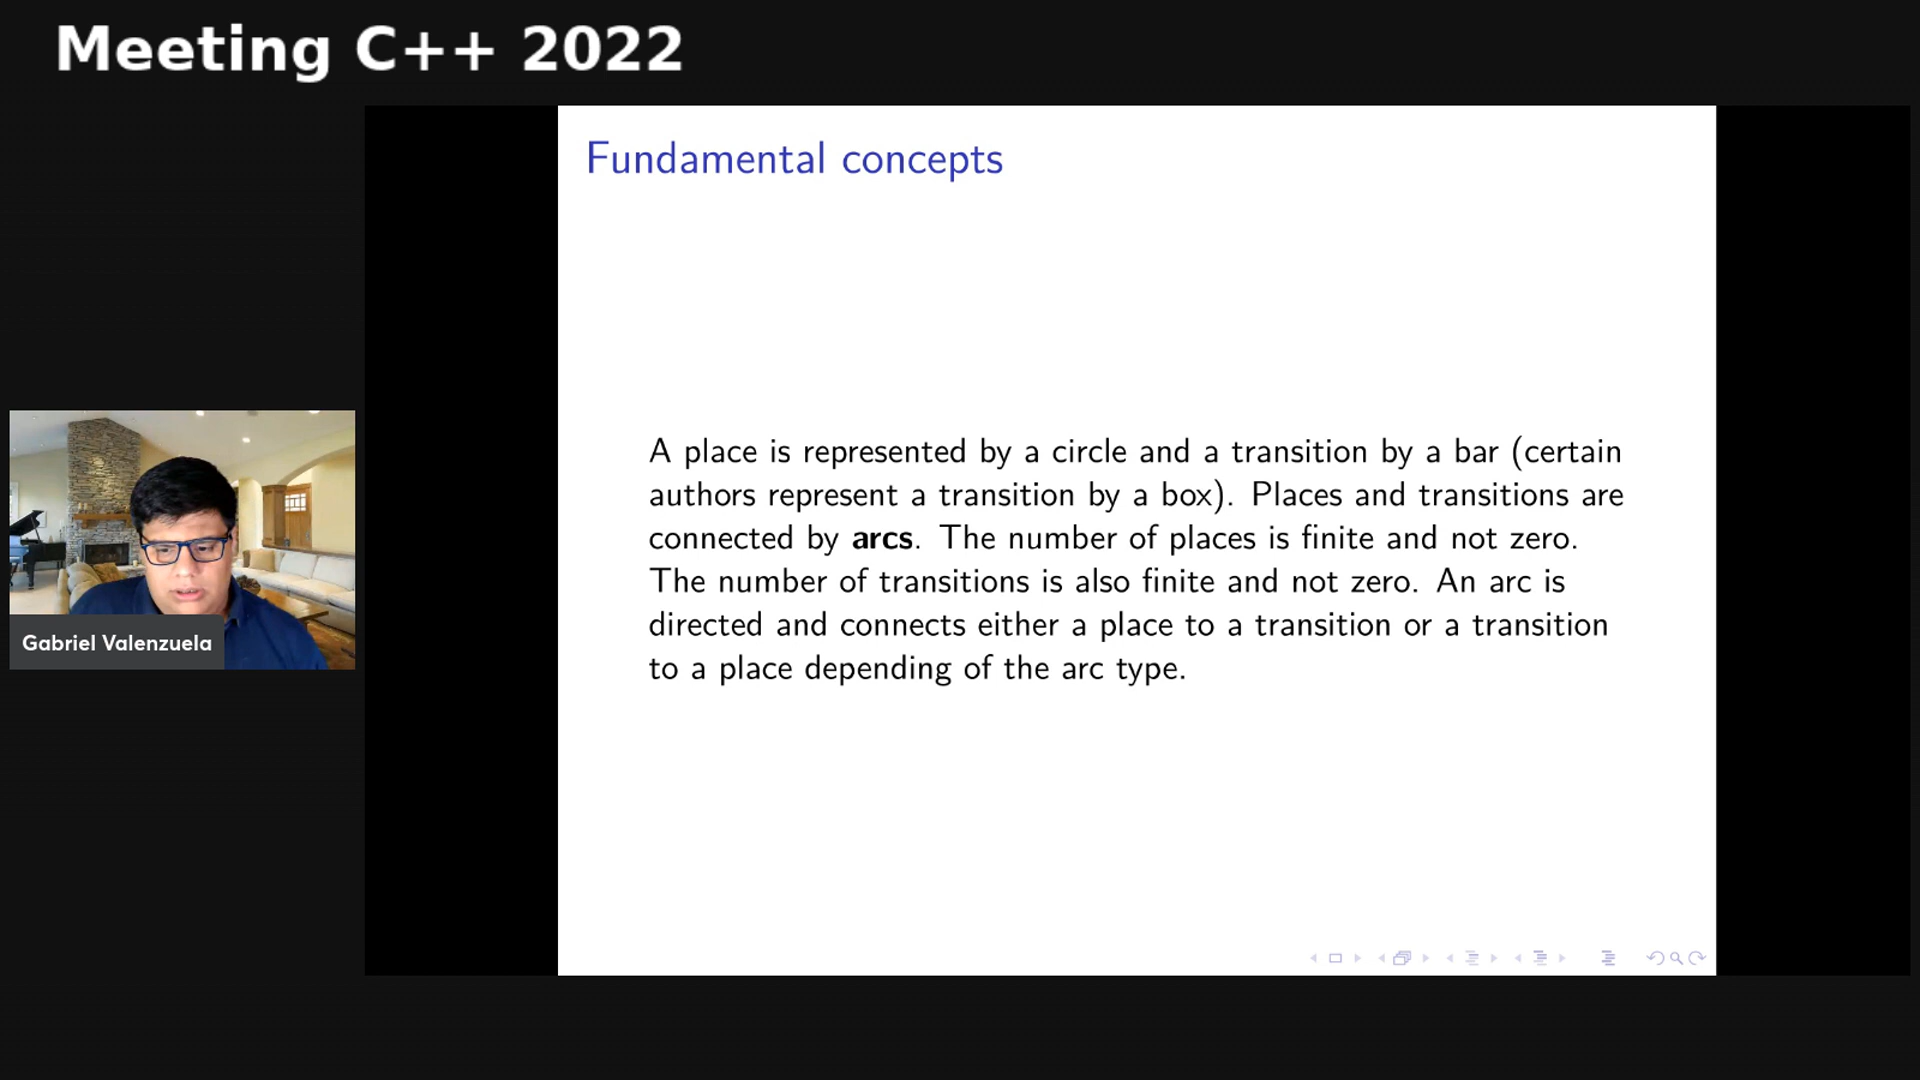 Meeting C++ 2022
Fundamental concepts
A place is represented by a circle and a transition by a bar (certain
authors represent a transition by a box). Places and transitions are
connected by arcs. The number of places is finite and not zero.
The number of transitions is also finite and not zero. An arc is
directed and connects either a place to a transition or a transition
to a place depending of the arc type.
Gabriel Valenzuela